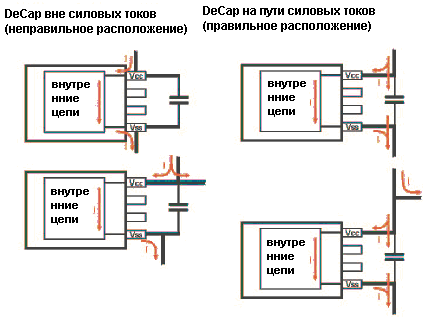 DeCap вне силовых токов
(неправильное расположение)
DeCap на пути силовых токов
(правильное расположение)
Vcc
внутре
нние
цепи
Vss
Vcc
внутре
нние
цепи
Vss
Vcc
внутре
нние
цепи
Vss
Vcc
внутре
нние
цепи
Vss